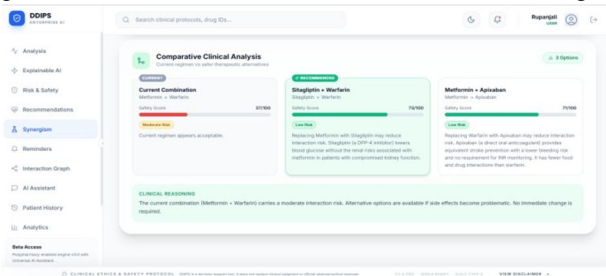 DDIPS
ENTERPRISE AI
Search clinical protocols, drug IDs...
Rupanjali
USER
Analysis
Explainable AI
Risk & Safety
Recommendations
Synergism
Reminders
Interaction Graph
AI Assistant
Patient History
Analytics
Beta Access
Comparative Clinical Analysis
Current regimen vs safer therapeutic alternatives
3 Options
CURRENT
Current Combination
Metformin + Warfarin
Safety Score
Moderate Risk
Current regimen appears acceptable.
RECOMMENDED
Sitagliptin + Warfarin
Sitagliptin + Warfarin
Safety Score
Low Risk
Replacing Metformin with Sitagliptin may reduce
interaction risk. Sitagliptin (a DPP-4 inhibitor) lowers
blood glucose without the renal risks associated with
metformin in patients with compromised kidney function.
Metformin + Apixaban
Metformin + Apixaban
Safety Score
71/100
Low Risk
Replacing Warfarin with Apixaban may reduce interaction
risk. Apixaban (a direct oral anticoagulant) provides
equivalent stroke prevention with a lower bleeding risk
and no requirement for INR monitoring. It has fewer food
and drug interactions than warfarin.
CLINICAL REASONING
The current combination (Metformin + Warfarin) carries a moderate interaction risk. Alternative options are available if side effects become problematic. No immediate change is
required.
CLINICAL ETHICS & SAFETY PROTOCOL
VIEW DISCLAIMER